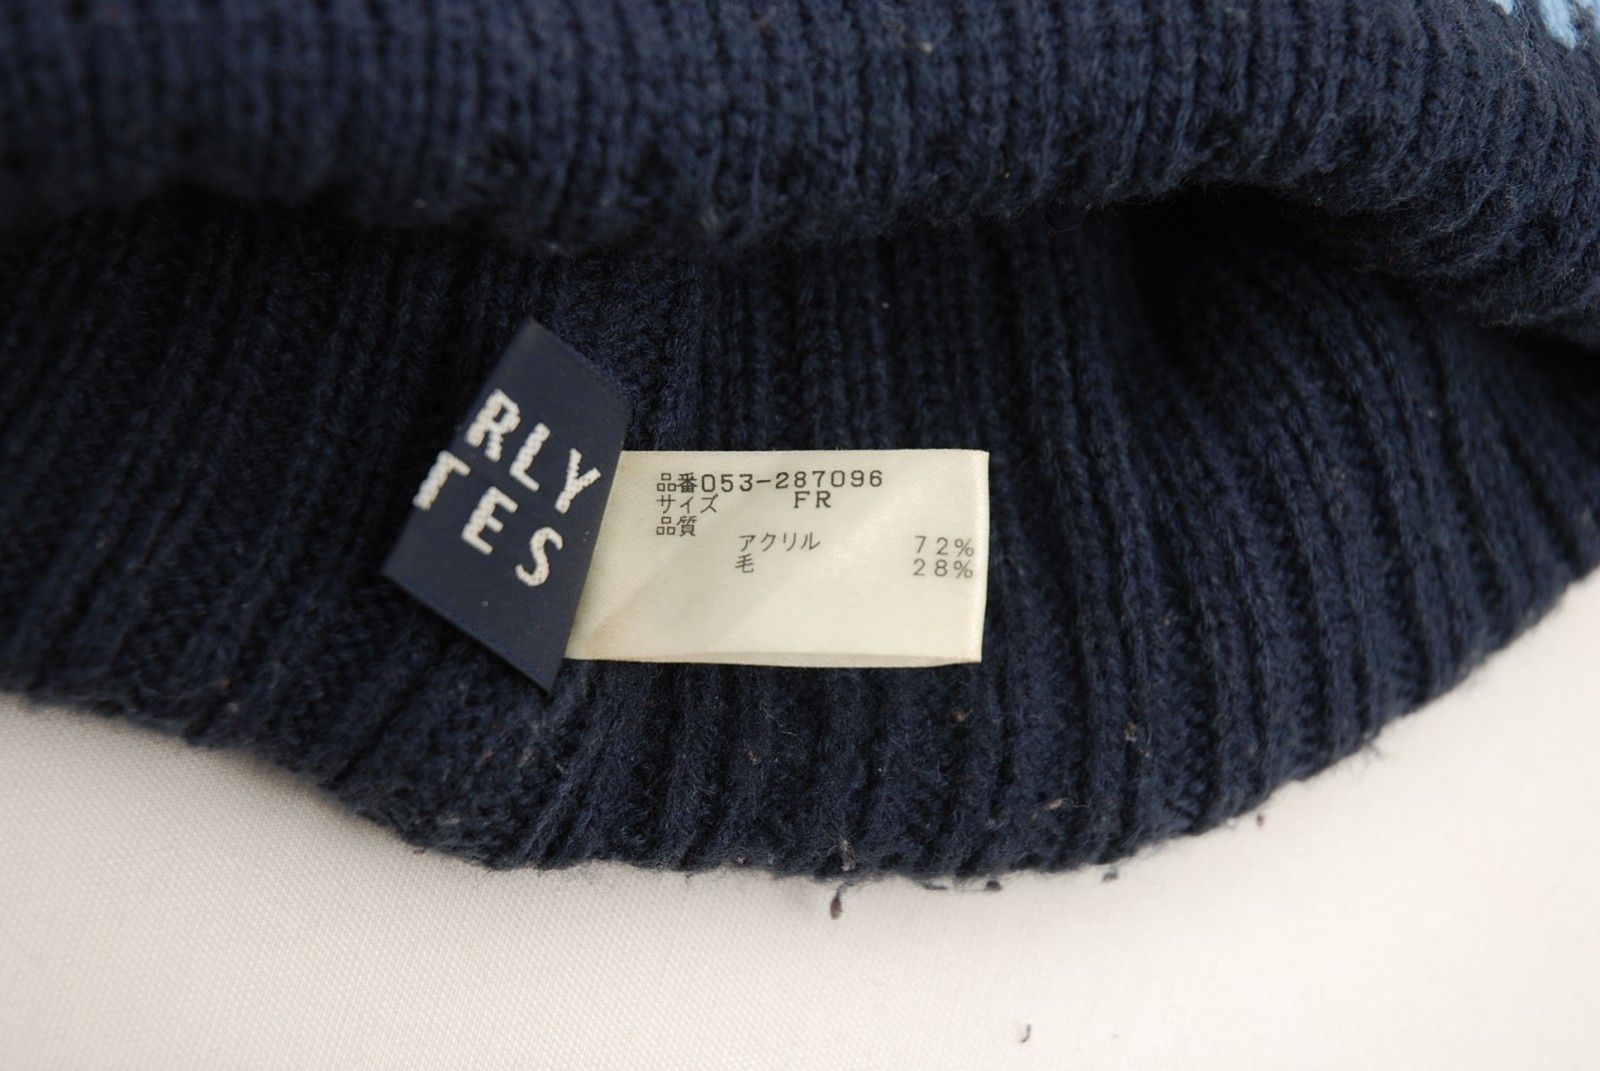 RLY
TES
品番053-287096
サイズ FR
品質
アクリル 72%
毛 28%